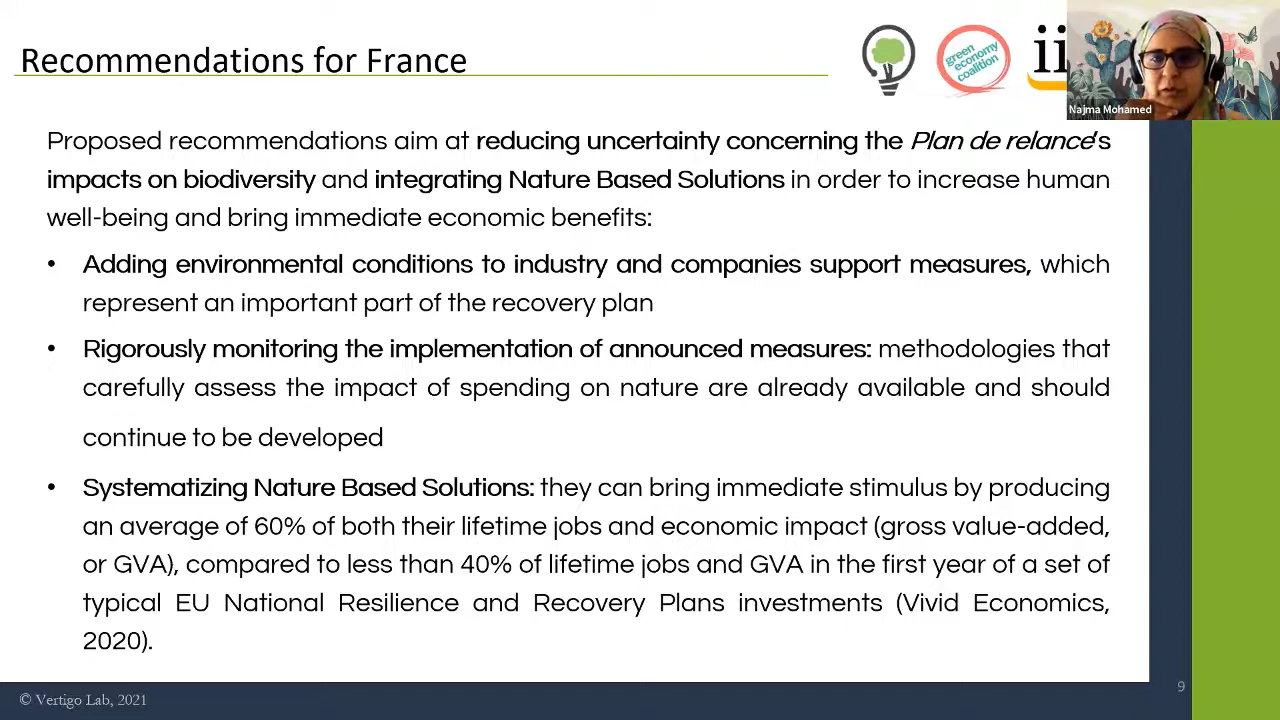 Recommendations for France
green
economy
coalition
ii
Najma Mohamed
Proposed recommendations aim at reducing uncertainty concerning the Plan de relance's
impacts on biodiversity and integrating Nature Based Solutions in order to increase human
well-being and bring immediate economic benefits:
• Adding environmental conditions to industry and companies support measures, which
represent an important part of the recovery plan
• Rigorously monitoring the implementation of announced measures: methodologies that
carefully assess the impact of spending on nature are already available and should
continue to be developed
• Systematizing Nature Based Solutions: they can bring immediate stimulus by producing
an average of 60% of both their lifetime jobs and economic impact (gross value-added,
or GVA), compared to less than 40% of lifetime jobs and GVA in the first year of a set of
typical EU National Resilience and Recovery Plans investments (Vivid Economics,
2020).
© Vertigo Lab, 2021
9